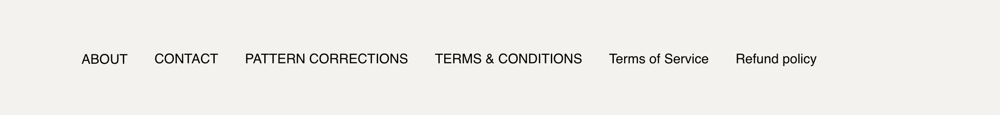 ABOUT CONTACT PATTERN CORRECTIONS TERMS & CONDITIONS Terms of Service Refund policy